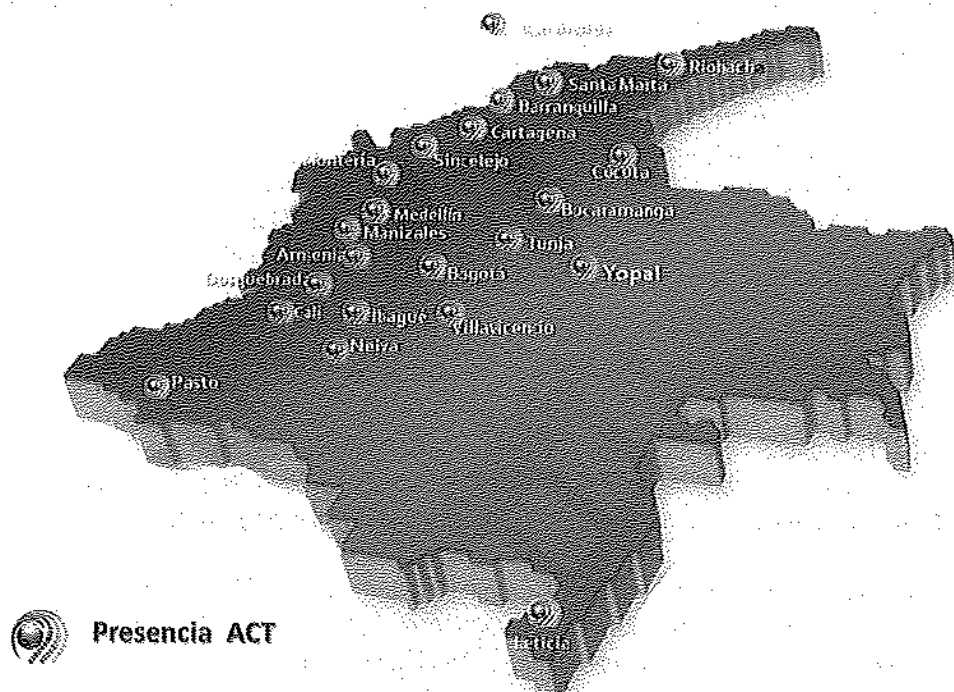 Riohacha
Santa Marta
Barranquilla
Cartagena
Sincelejo
Montería
Cúcuta
Medellín
Bucaramanga
Manizales
Tunja
Armenia
Bogotá
Yopal
Dosquebradas
Cali
Ibagué
Villavicencio
Neiva
Pasto
Leticia
Presencia ACT